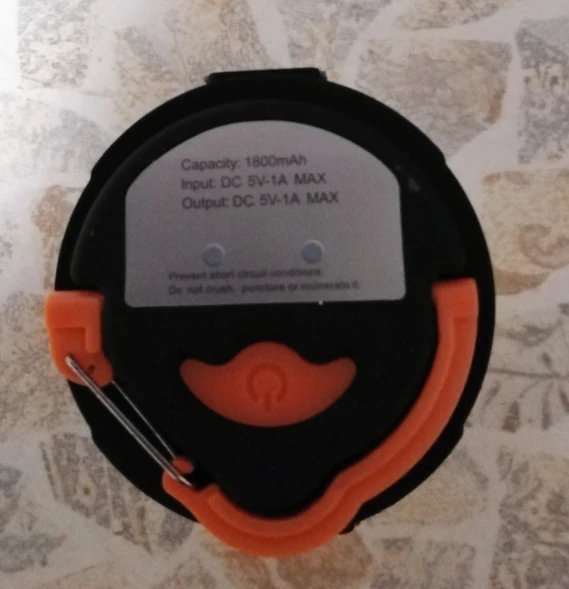 Capacity: 1800mAh
Input: DC 5V-1A MAX
Output: DC 5V-1A MAX
Prevent short circuit conditions.
Do not crush, puncture or incinerate it.